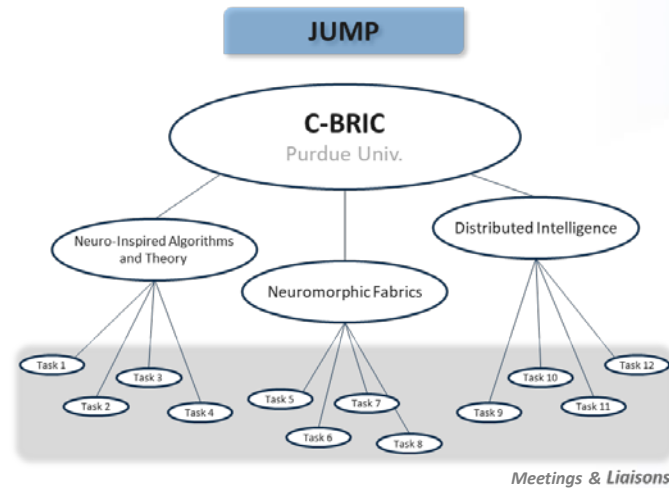 JUMP
C-BRIC
Purdue Univ.
Neuro-Inspired Algorithms
and Theory
Neuromorphic Fabrics
Distributed Intelligence
Task 1
Task 2
Task 3
Task 4
Task 5
Task 6
Task 7
Task 8
Task 9
Task 10
Task 11
Task 12
Meetings & Liaisons